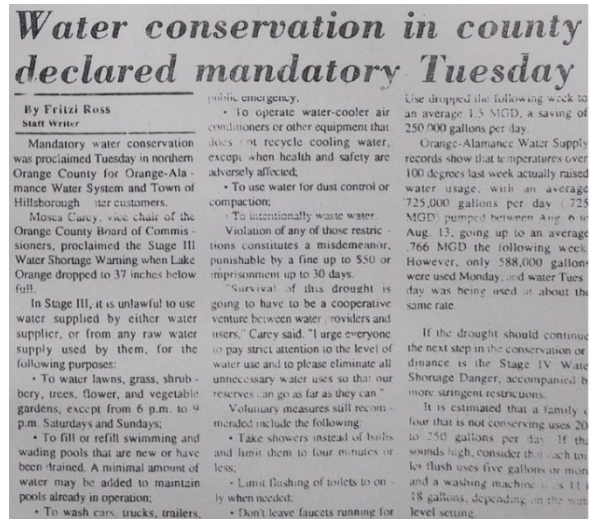 Water conservation in county
declared mandatory Tuesday
By Fritzi Ross
Staff Writer
Mandatory water conservation
was proclaimed Tuesday in northern
Orange County for Orange-Ala -
mance Water System and Town of
Hillsborough customers.
Moses Carey, vice chair of the
Orange County Board of Commis -
sioners, proclaimed the Stage III
Water Shortage Warning when Lake
Orange dropped to 37 inches below
full.
In Stage III, it is unlawful to use
water supplied by either water
supplier, or from any raw water
supply used by them, for the
following purposes:
• To water lawns, grass, shrub -
bery, trees, flower, and vegetable
gardens, except from 6 p.m. to 9
p.m. Saturdays and Sundays;
• To fill or refill swimming and
wading pools that are new or have
been drained. A minimal amount of
water may be added to maintain
pools already in operation;
• To wash cars, trucks, trailers,
public emergency,
• To operate water-cooler air
conditioners or other equipment that
does not recycle cooling water,
except when health and safety are
adversely affected;
• To use water for dust control or
compaction;
• To intentionally waste water.
Violation of any of those restric -
tions constitutes a misdemeanor,
punishable by a fine up to $50 or
imprisonment up to 30 days.
"Survival of this drought is
going to have to be a cooperative
venture between water providers and
users," Carey said. "I urge everyone
to pay strict attention to the level of
water use and to please eliminate all
unnecessary water uses so that our
reserves can go as far as they can."
Voluntary measures still recom -
mended include the following:
• Take showers instead of baths
and limit them to four minutes or
less;
• Limit flushing of toilets to on -
ly when needed;
• Don't leave faucets running for
Use dropped the following week to
an average 1.5 MGD, a saving of
250,000 gallons per day.
Orange-Alamance Water Supply
records show that temperatures over
100 degrees last week actually raised
water usage, with an average
725,000 gallons per day (.725
MGD) pumped between Aug. 6 to
Aug. 13, going up to an average
.766 MGD the following week.
However, only 588,000 gallons
were used Monday, and water Tues
day was being used at about the
same rate.
If the drought should continue
the next step in the conservation or
dinance is the Stage IV Wate
Shortage Danger, accompanied b
more stringent restrictions.
It is estimated that a family
four that is not conserving uses 20
to 250 gallons per day. If th
sounds high, consider that each toi
let flush uses five gallons or mor
and a washing machine uses
18 gallons, depending on the wat
level setting.